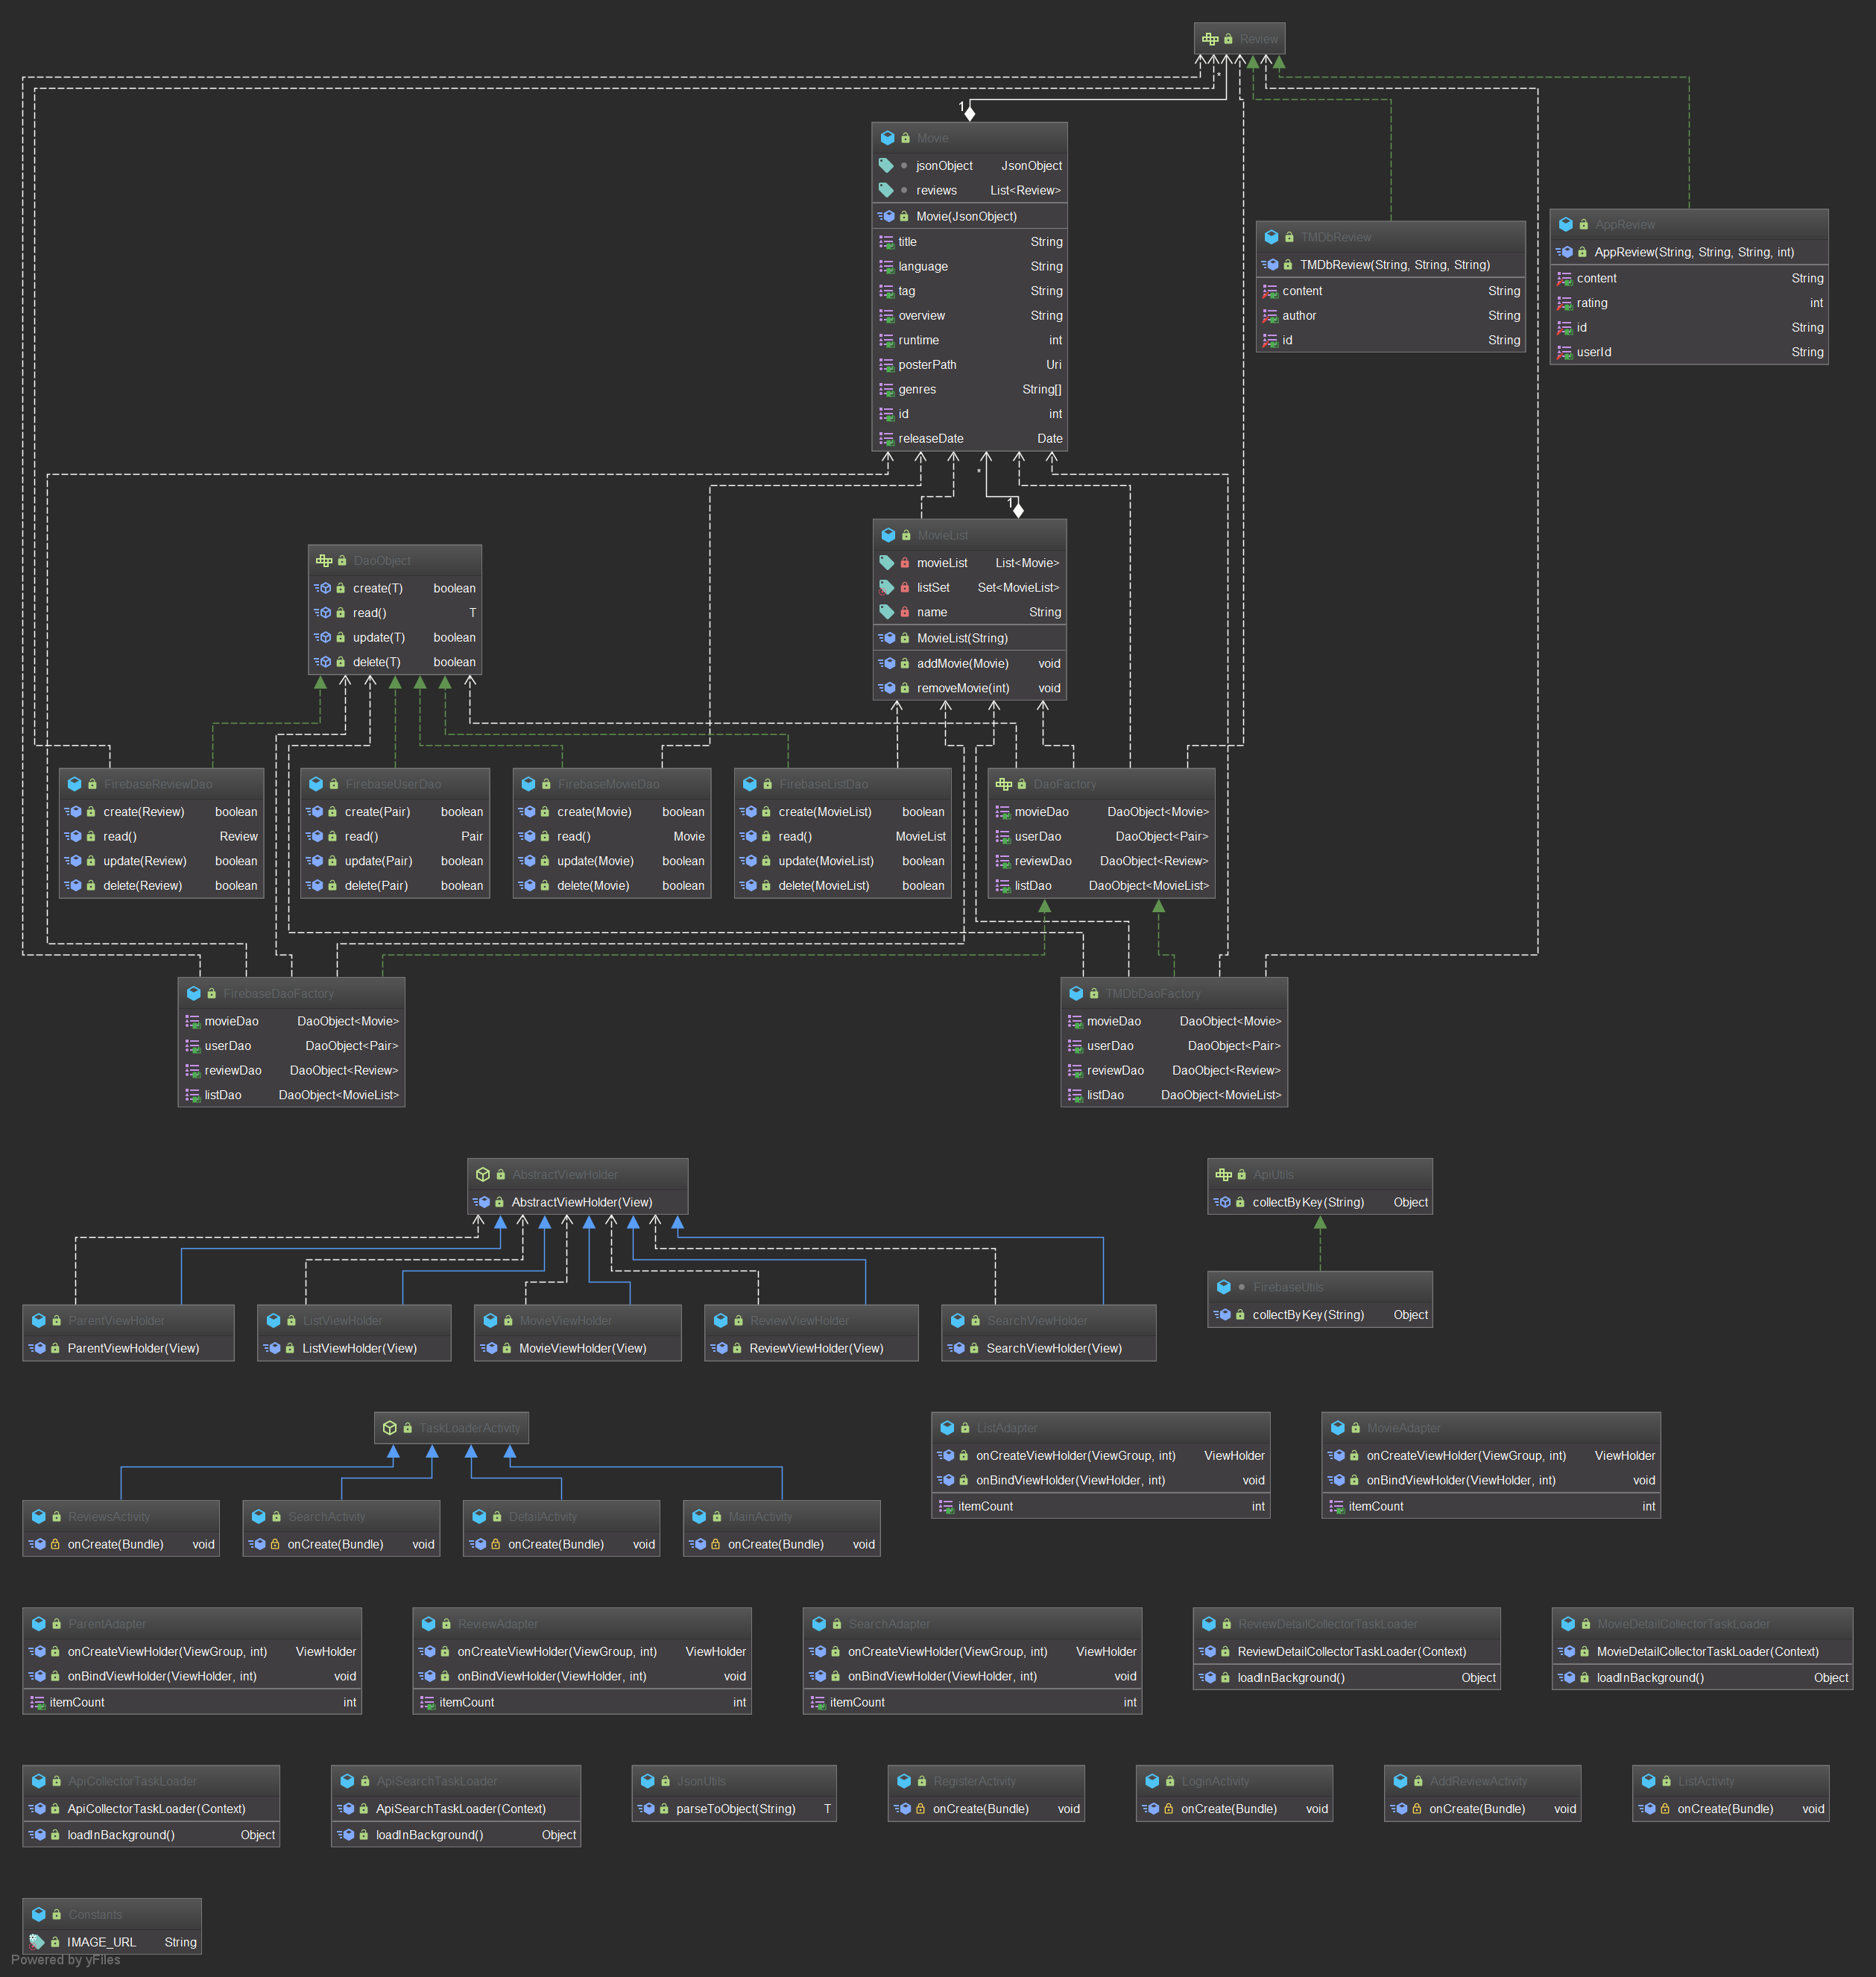 Review
*
1
Movie
jsonObject JsonObject
reviews List<Review>
Movie(JsonObject)
title String
language String
tag String
overview String
runtime int
posterPath Uri
genres String[]
id int
releaseDate Date
TMDbReview
TMDbReview(String, String, String)
content String
author String
id String
AppReview
AppReview(String, String, String, int)
content String
rating int
id String
userId String
*
1
MovieList
movieList List<Movie>
listSet Set<MovieList>
name String
MovieList(String)
addMovie(Movie) void
removeMovie(int) void
DaoObject
create(T) boolean
read() T
update(T) boolean
delete(T) boolean
FirebaseReviewDao
create(Review) boolean
read() Review
update(Review) boolean
delete(Review) boolean
FirebaseUserDao
create(Pair) boolean
read() Pair
update(Pair) boolean
delete(Pair) boolean
FirebaseMovieDao
create(Movie) boolean
read() Movie
update(Movie) boolean
delete(Movie) boolean
FirebaseListDao
create(MovieList) boolean
read() MovieList
update(MovieList) boolean
delete(MovieList) boolean
DaoFactory
movieDao DaoObject<Movie>
userDao DaoObject<Pair>
reviewDao DaoObject<Review>
listDao DaoObject<MovieList>
FirebaseDaoFactory
movieDao DaoObject<Movie>
userDao DaoObject<Pair>
reviewDao DaoObject<Review>
listDao DaoObject<MovieList>
TMDbDaoFactory
movieDao DaoObject<Movie>
userDao DaoObject<Pair>
reviewDao DaoObject<Review>
listDao DaoObject<MovieList>
AbstractViewHolder
AbstractViewHolder(View)
ApiUtils
collectByKey(String) Object
FirebaseUtils
collectByKey(String) Object
ParentViewHolder
ParentViewHolder(View)
ListViewHolder
ListViewHolder(View)
MovieViewHolder
MovieViewHolder(View)
ReviewViewHolder
ReviewViewHolder(View)
SearchViewHolder
SearchViewHolder(View)
TaskLoaderActivity
ReviewsActivity
onCreate(Bundle) void
SearchActivity
onCreate(Bundle) void
DetailActivity
onCreate(Bundle) void
MainActivity
onCreate(Bundle) void
ListAdapter
onCreateViewHolder(ViewGroup, int) ViewHolder
onBindViewHolder(ViewHolder, int) void
itemCount int
MovieAdapter
onCreateViewHolder(ViewGroup, int) ViewHolder
onBindViewHolder(ViewHolder, int) void
itemCount int
ParentAdapter
onCreateViewHolder(ViewGroup, int) ViewHolder
onBindViewHolder(ViewHolder, int) void
itemCount int
ReviewAdapter
onCreateViewHolder(ViewGroup, int) ViewHolder
onBindViewHolder(ViewHolder, int) void
itemCount int
SearchAdapter
onCreateViewHolder(ViewGroup, int) ViewHolder
onBindViewHolder(ViewHolder, int) void
itemCount int
ReviewDetailCollectorTaskLoader
ReviewDetailCollectorTaskLoader(Context)
loadInBackground() Object
MovieDetailCollectorTaskLoader
MovieDetailCollectorTaskLoader(Context)
loadInBackground() Object
ApiCollectorTaskLoader
ApiCollectorTaskLoader(Context)
loadInBackground() Object
ApiSearchTaskLoader
ApiSearchTaskLoader(Context)
loadInBackground() Object
JsonUtils
parseToObject(String) T
RegisterActivity
onCreate(Bundle) void
LoginActivity
onCreate(Bundle) void
AddReviewActivity
onCreate(Bundle) void
ListActivity
onCreate(Bundle) void
Constants
IMAGE_URL String
Powered by yFiles